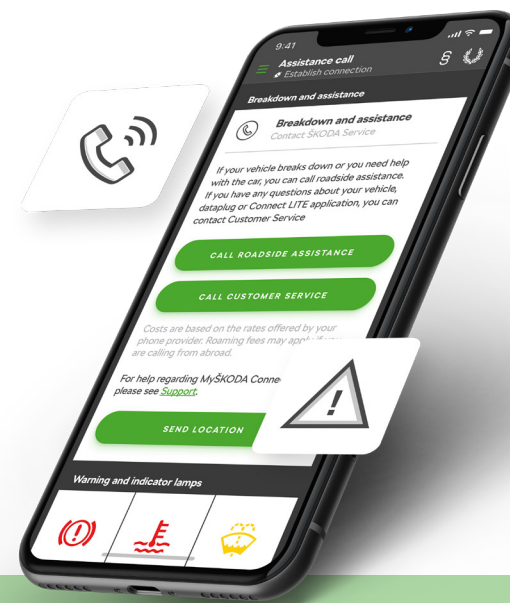 9:41
Assistance call
Establish connection
§
Breakdown and assistance
Breakdown and assistance
Contact ŠKODA Service
If your vehicle breaks down or you need help
with the car, you can call roadside assistance.
If you have any questions about your vehicle,
dataplug or Connect LITE application, you can
contact Customer Service
CALL ROADSIDE ASSISTANCE
CALL CUSTOMER SERVICE
Costs are based on the rates offered by your
phone provider. Roaming fees may apply if you
are calling from abroad.
For help regarding MyŠKODA
please see Support.
SEND LOCATION
!
Warning and indicator lamps